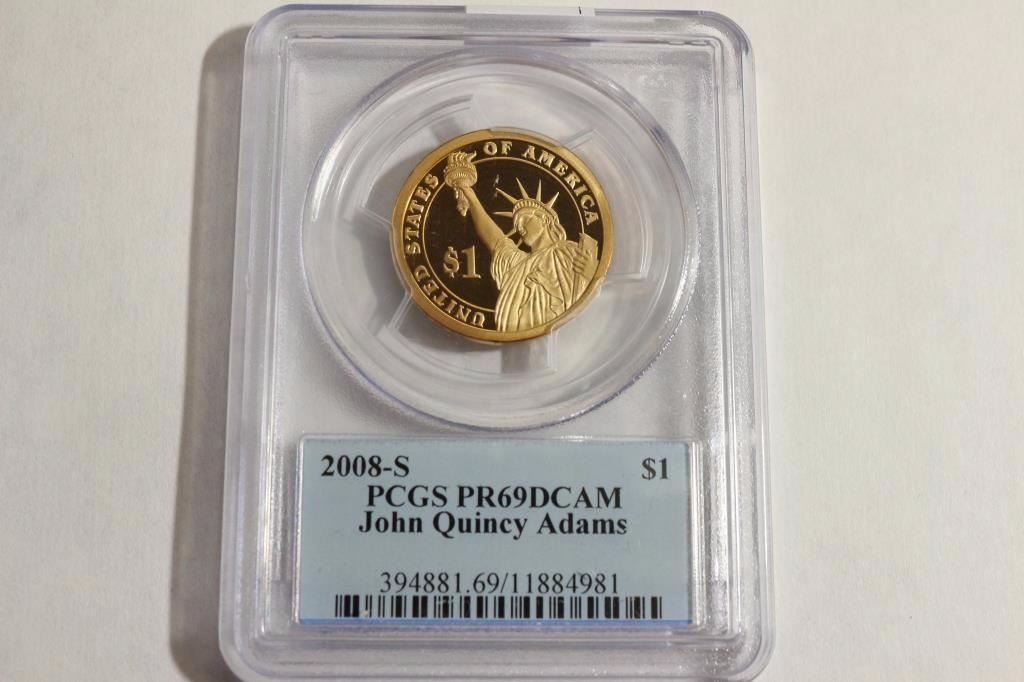 UNITED STATES OF AMERICA
$1
2008-S $1
PCGS PR69DCAM
John Quincy Adams
394881.69/11884981